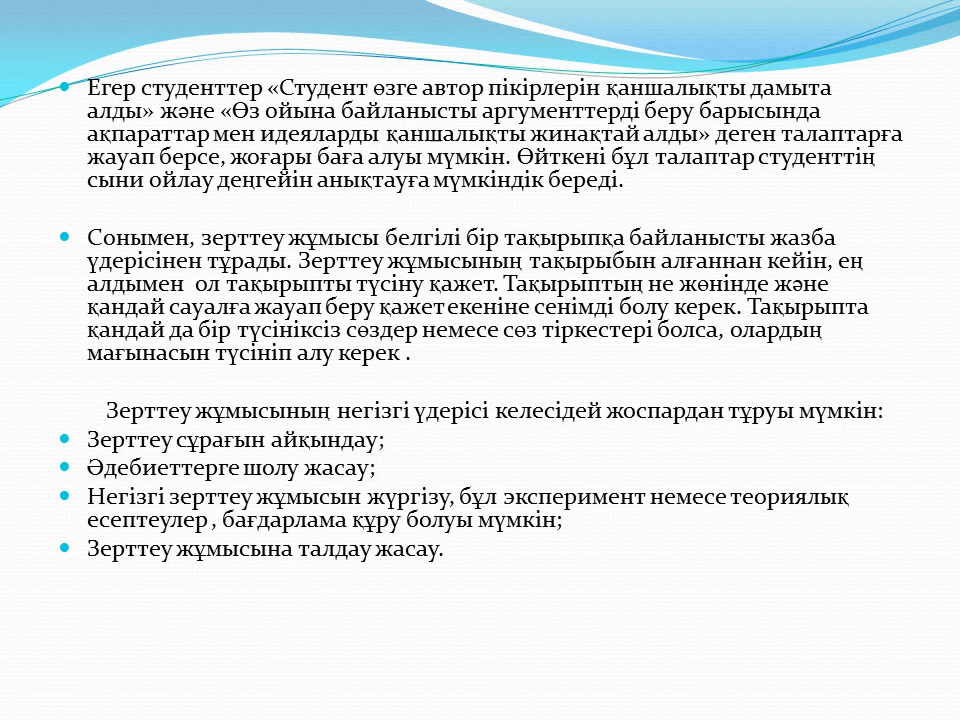 Егер студенттер «Студент өзге автор пікірлерін қаншалықты дамыта
алды» және «Өз ойына байланысты аргументтерді беру барысында
ақпараттар мен идеяларды қаншалықты жинақтай алды» деген талаптарға
жауап берсе, жоғары баға алуы мүмкін. Өйткені бұл талаптар студенттің
сыни ойлау деңгейін анықтауға мүмкіндік береді.
Сонымен, зерттеу жұмысы белгілі бір тақырыпқа байланысты жазба
үдерісінен тұрады. Зерттеу жұмысының тақырыбын алғаннан кейін, ең
алдымен ол тақырыпты түсіну қажет. Тақырыптың не жөнінде және
қандай сауалға жауап беру қажет екеніне сенімді болу керек. Тақырыпта
қандай да бір түсініксіз сөздер немесе сөз тіркестері болса, олардың
мағынасын түсініп алу керек .
Зерттеу жұмысының негізгі үдерісі келесідей жоспардан тұруы мүмкін:
Зерттеу сұрағын айқындау;
Әдебиеттерге шолу жасау;
Негізгі зерттеу жұмысын жүргізу, бұл эксперимент немесе теориялық
есептеулер , бағдарлама құру болуы мүмкін;
Зерттеу жұмысына талдау жасау.